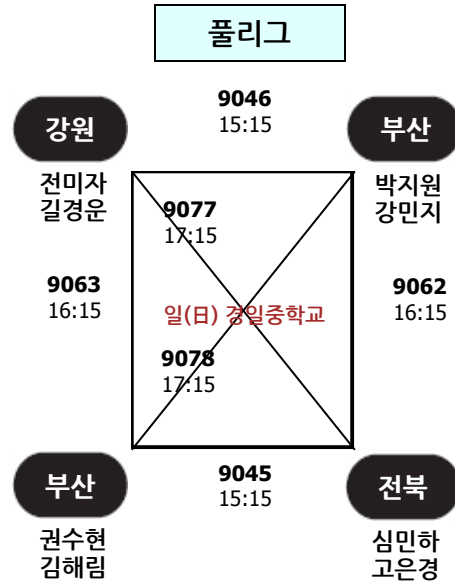 풀리그
9046
15:15
강원
부산
전미자
길경운
박지원
강민지
9077
17:15
9063
16:15
9062
16:15
일(日) 경일중학교
9078
17:15
부산
9045
15:15
전북
권수현
김해림
심민하
고은경